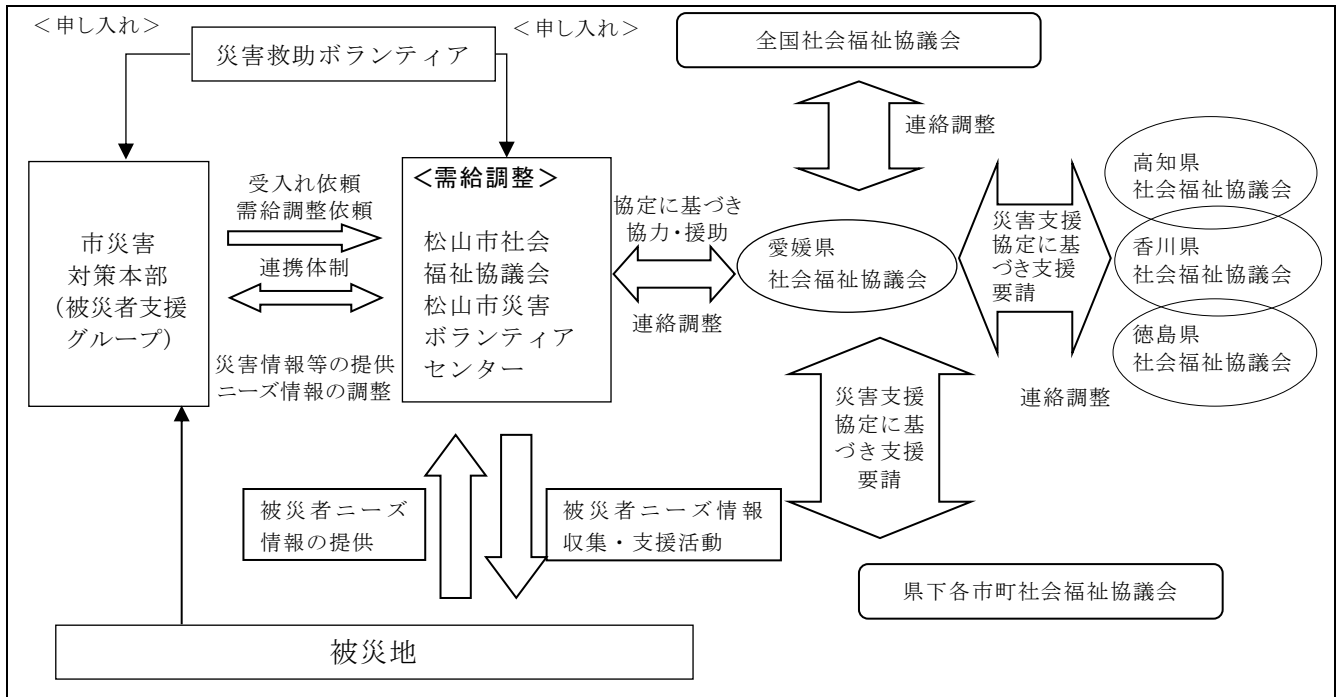 <申し入れ>
災害救助ボランティア
<申し入れ>
全国社会福祉協議会
連絡調整
市災害
対策本部
(被災者支援
グループ)
受入れ依頼
需給調整依頼
連携体制
災害情報等の提供
ニーズ情報の調整
<需給調整>
松山市社会
福祉協議会
松山市災害
ボランティア
センター
協定に基づき
協力・援助
連絡調整
愛媛県
社会福祉協議会
災害支援
協定に基
づき支援
要請
連絡調整
高知県
社会福祉協議会
香川県
社会福祉協議会
徳島県
社会福祉協議会
災害支援
協定に基
づき支援
要請
県下各市町社会福祉協議会
被災者ニーズ
情報の提供
被災者ニーズ情報
収集・支援活動
被災地